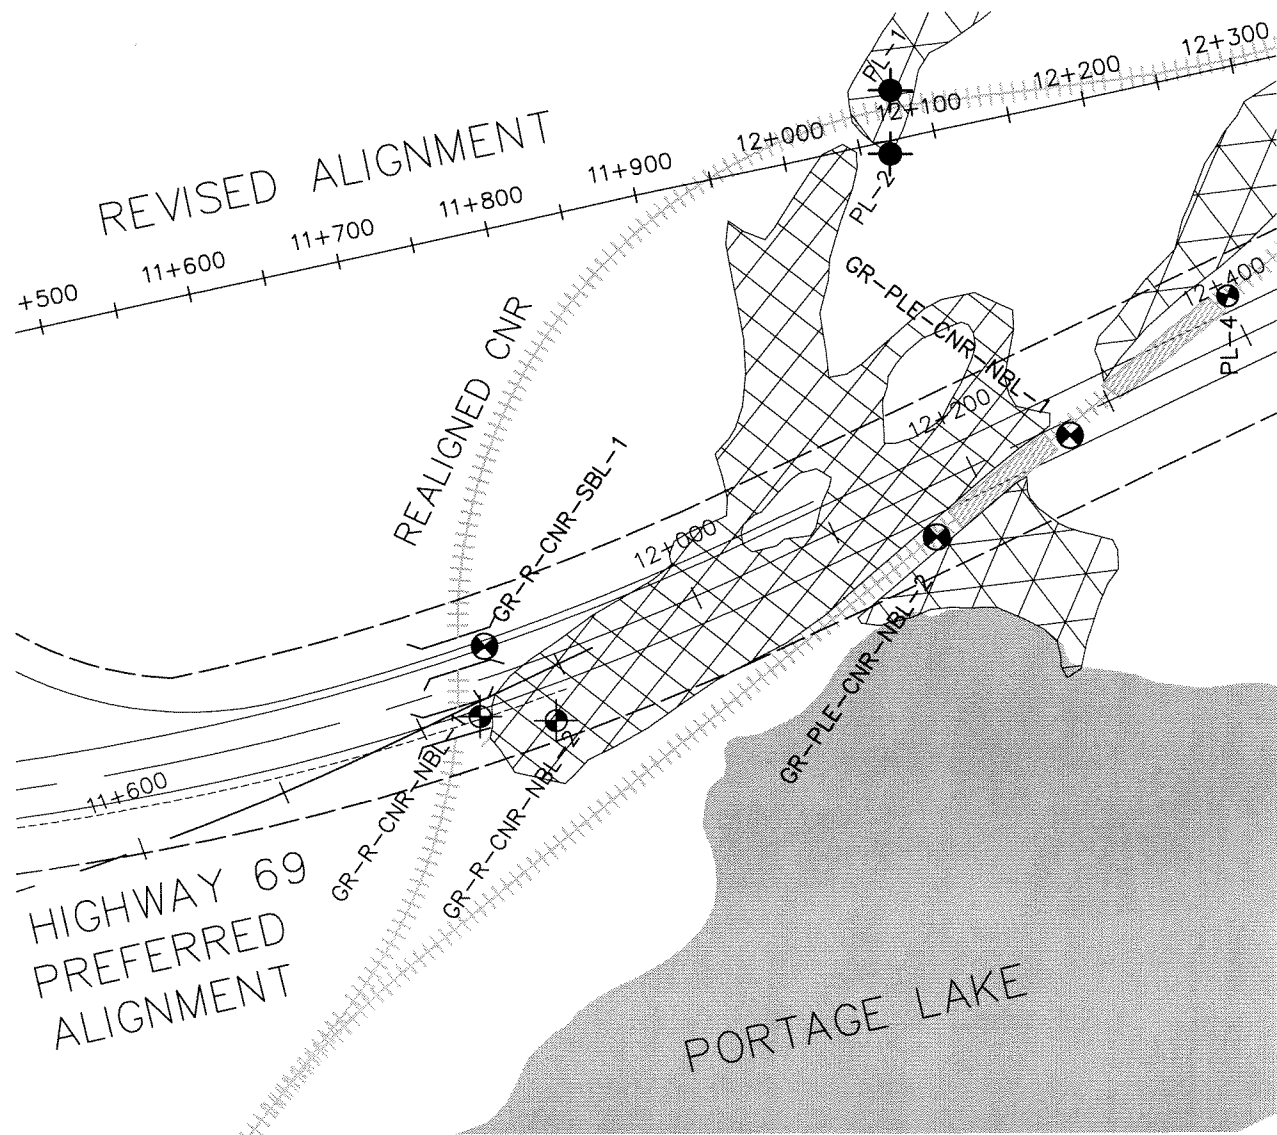 12+300
12+200
PL-1
12+100
12+000
11+900
REVISED ALIGNMENT
11+800
11+700
11+600
+500
PL-2
GR-PLE-CNR-NBL-1
12+400
PL-4
REALIGNED CNR
12+200
GR-R-CNR-SBL-1
12+000
GR-PLE-CNR-NBL-2
11+600
GR-R-CNR-NBL-1
GR-R-CNR-NBL-2
HIGHWAY 69
PREFERRED
ALIGNMENT
PORTAGE LAKE